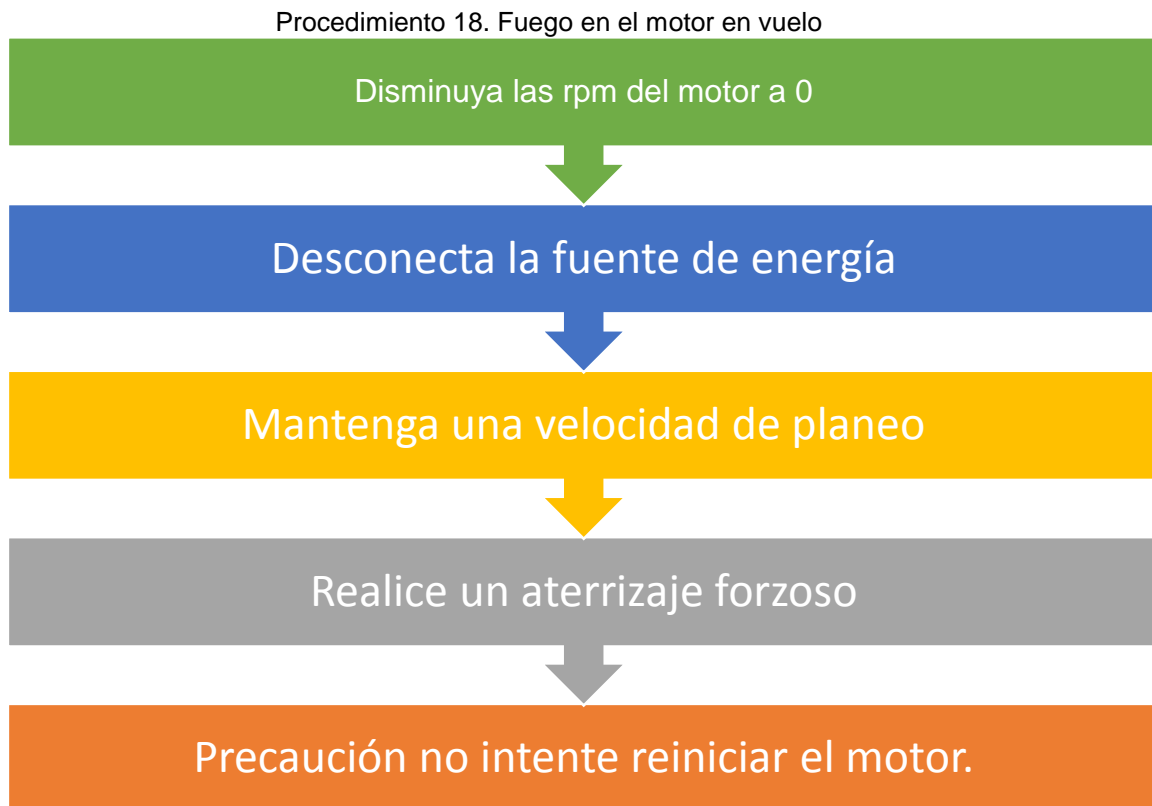 Procedimiento 18. Fuego en el motor en vuelo
Disminuya las rpm del motor a 0
Desconecta la fuente de energía
Mantenga una velocidad de planeo
Realice un aterrizaje forzoso
Precaución no intente reiniciar el motor.